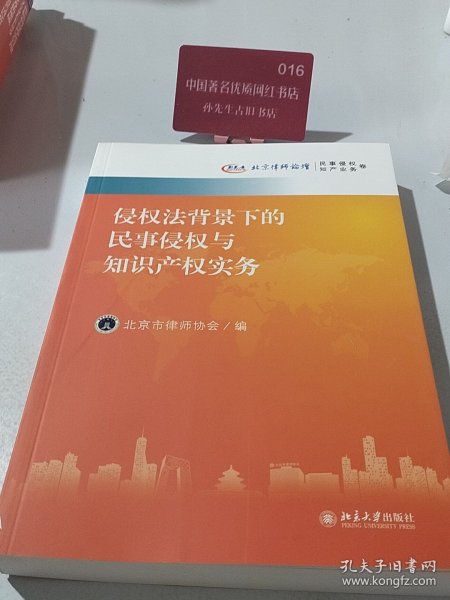 016
中国著名优质网红书店
孙先生古旧书店
北京律师论坛
民事侵权
知产业务
卷
侵权法背景下的
民事侵权与
知识产权实务
北京市律师协会/编
北京大学出版社
PEKING UNIVERSITY PRESS
孔夫子旧书网
www.kongfz.com